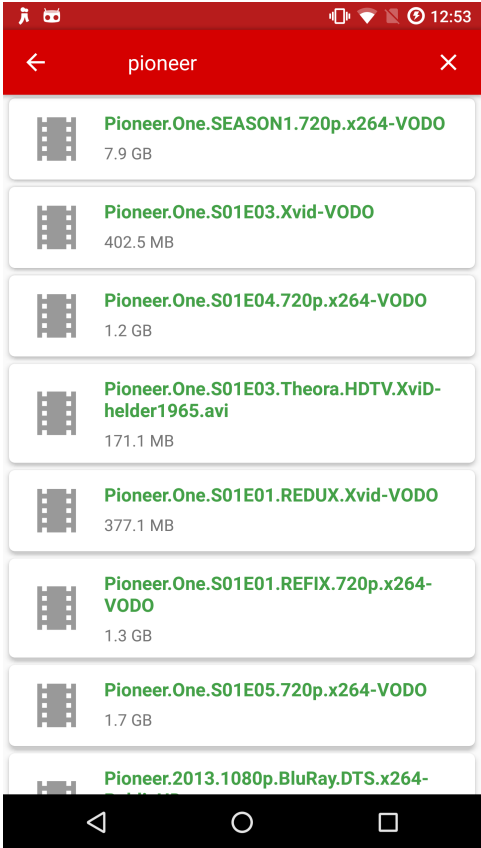 12:53
pioneer
Pioneer.One.SEASON1.720p.x264-VODO
7.9 GB
Pioneer.One.S01E03.Xvid-VODO
402.5 MB
Pioneer.One.S01E04.720p.x264-VODO
1.2 GB
Pioneer.One.S01E03.Theora.HDTV.XviD-
helder1965.avi
171.1 MB
Pioneer.One.S01E01.REDUX.Xvid-VODO
377.1 MB
Pioneer.One.S01E01.REFIX.720p.x264-
VODO
1.3 GB
Pioneer.One.S01E05.720p.x264-VODO
1.7 GB
Pioneer.2013.1080p.BluRay.DTS.x264-